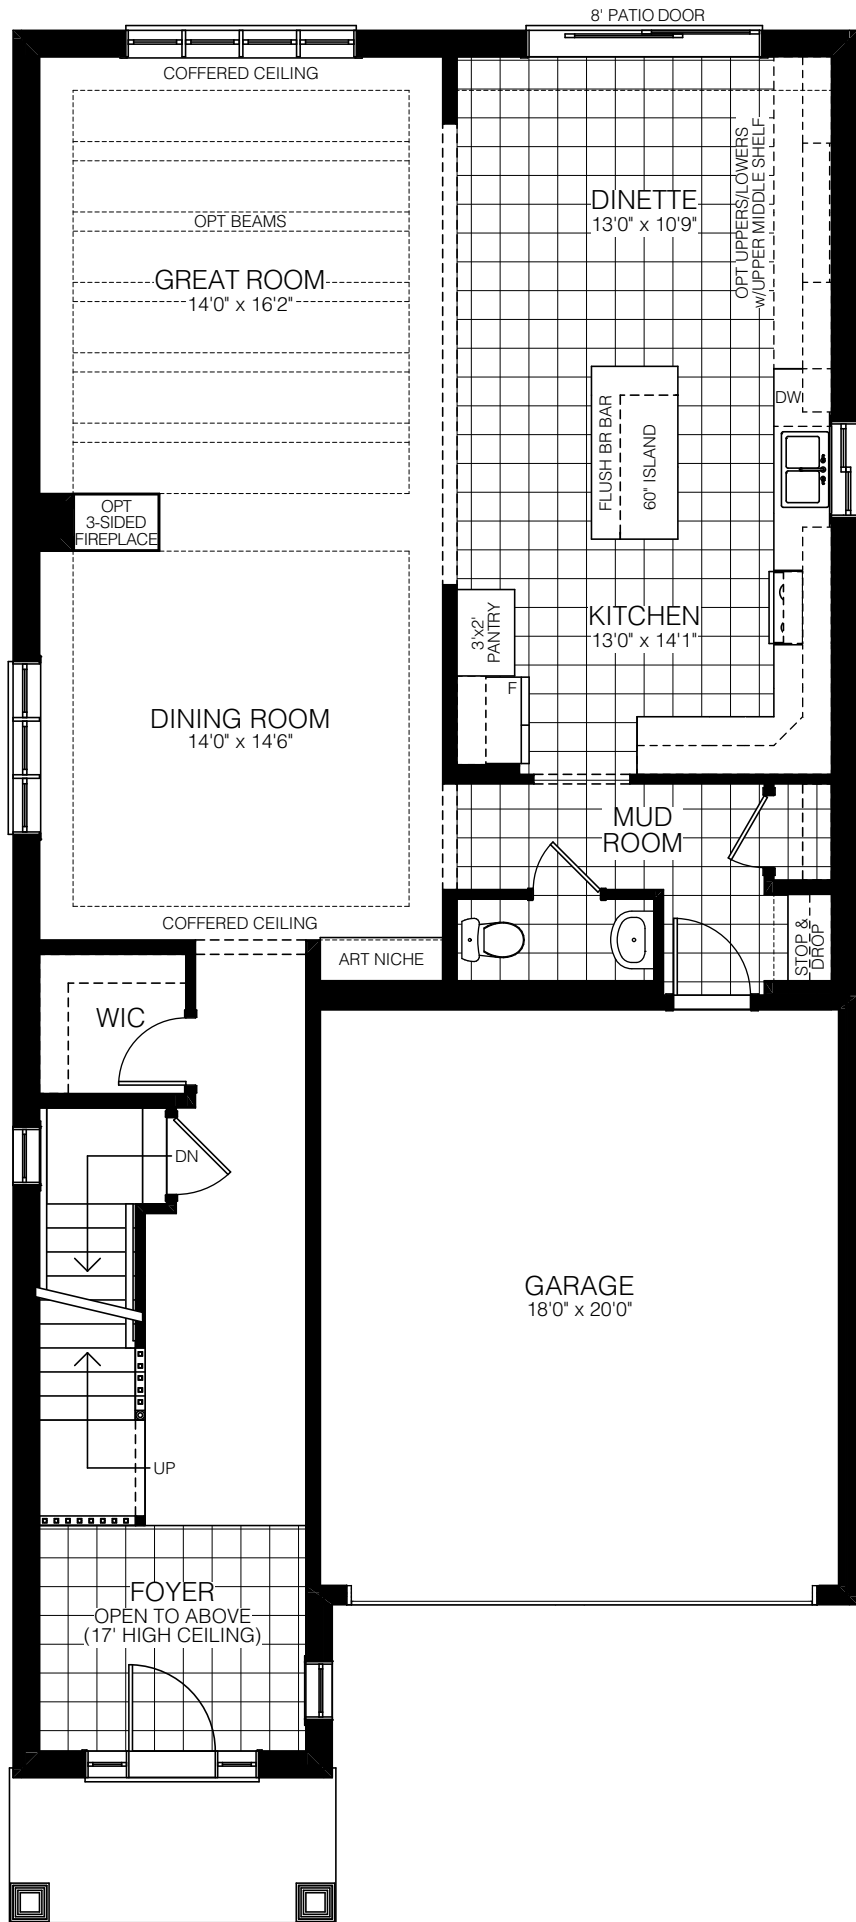 8' PATIO DOOR
COFFERED CEILING
OPT UPPERS/LOWERS
w/UPPER MIDDLE SHELF
DINETTE
13'0" x 10'9"
OPT BEAMS
GREAT ROOM
14'0" x 16'2"
DW
FLUSH BR BAR
60" ISLAND
OPT
3-SIDED
FIREPLACE
KITCHEN
13'0" x 14'1"
3'x2'
PANTRY
F
DINING ROOM
14'0" x 14'6"
MUD
ROOM
COFFERED CEILING
ART NICHE
STOP &
DROP
WIC
DN
GARAGE
18'0" x 20'0"
UP
FOYER
OPEN TO ABOVE
(17' HIGH CEILING)